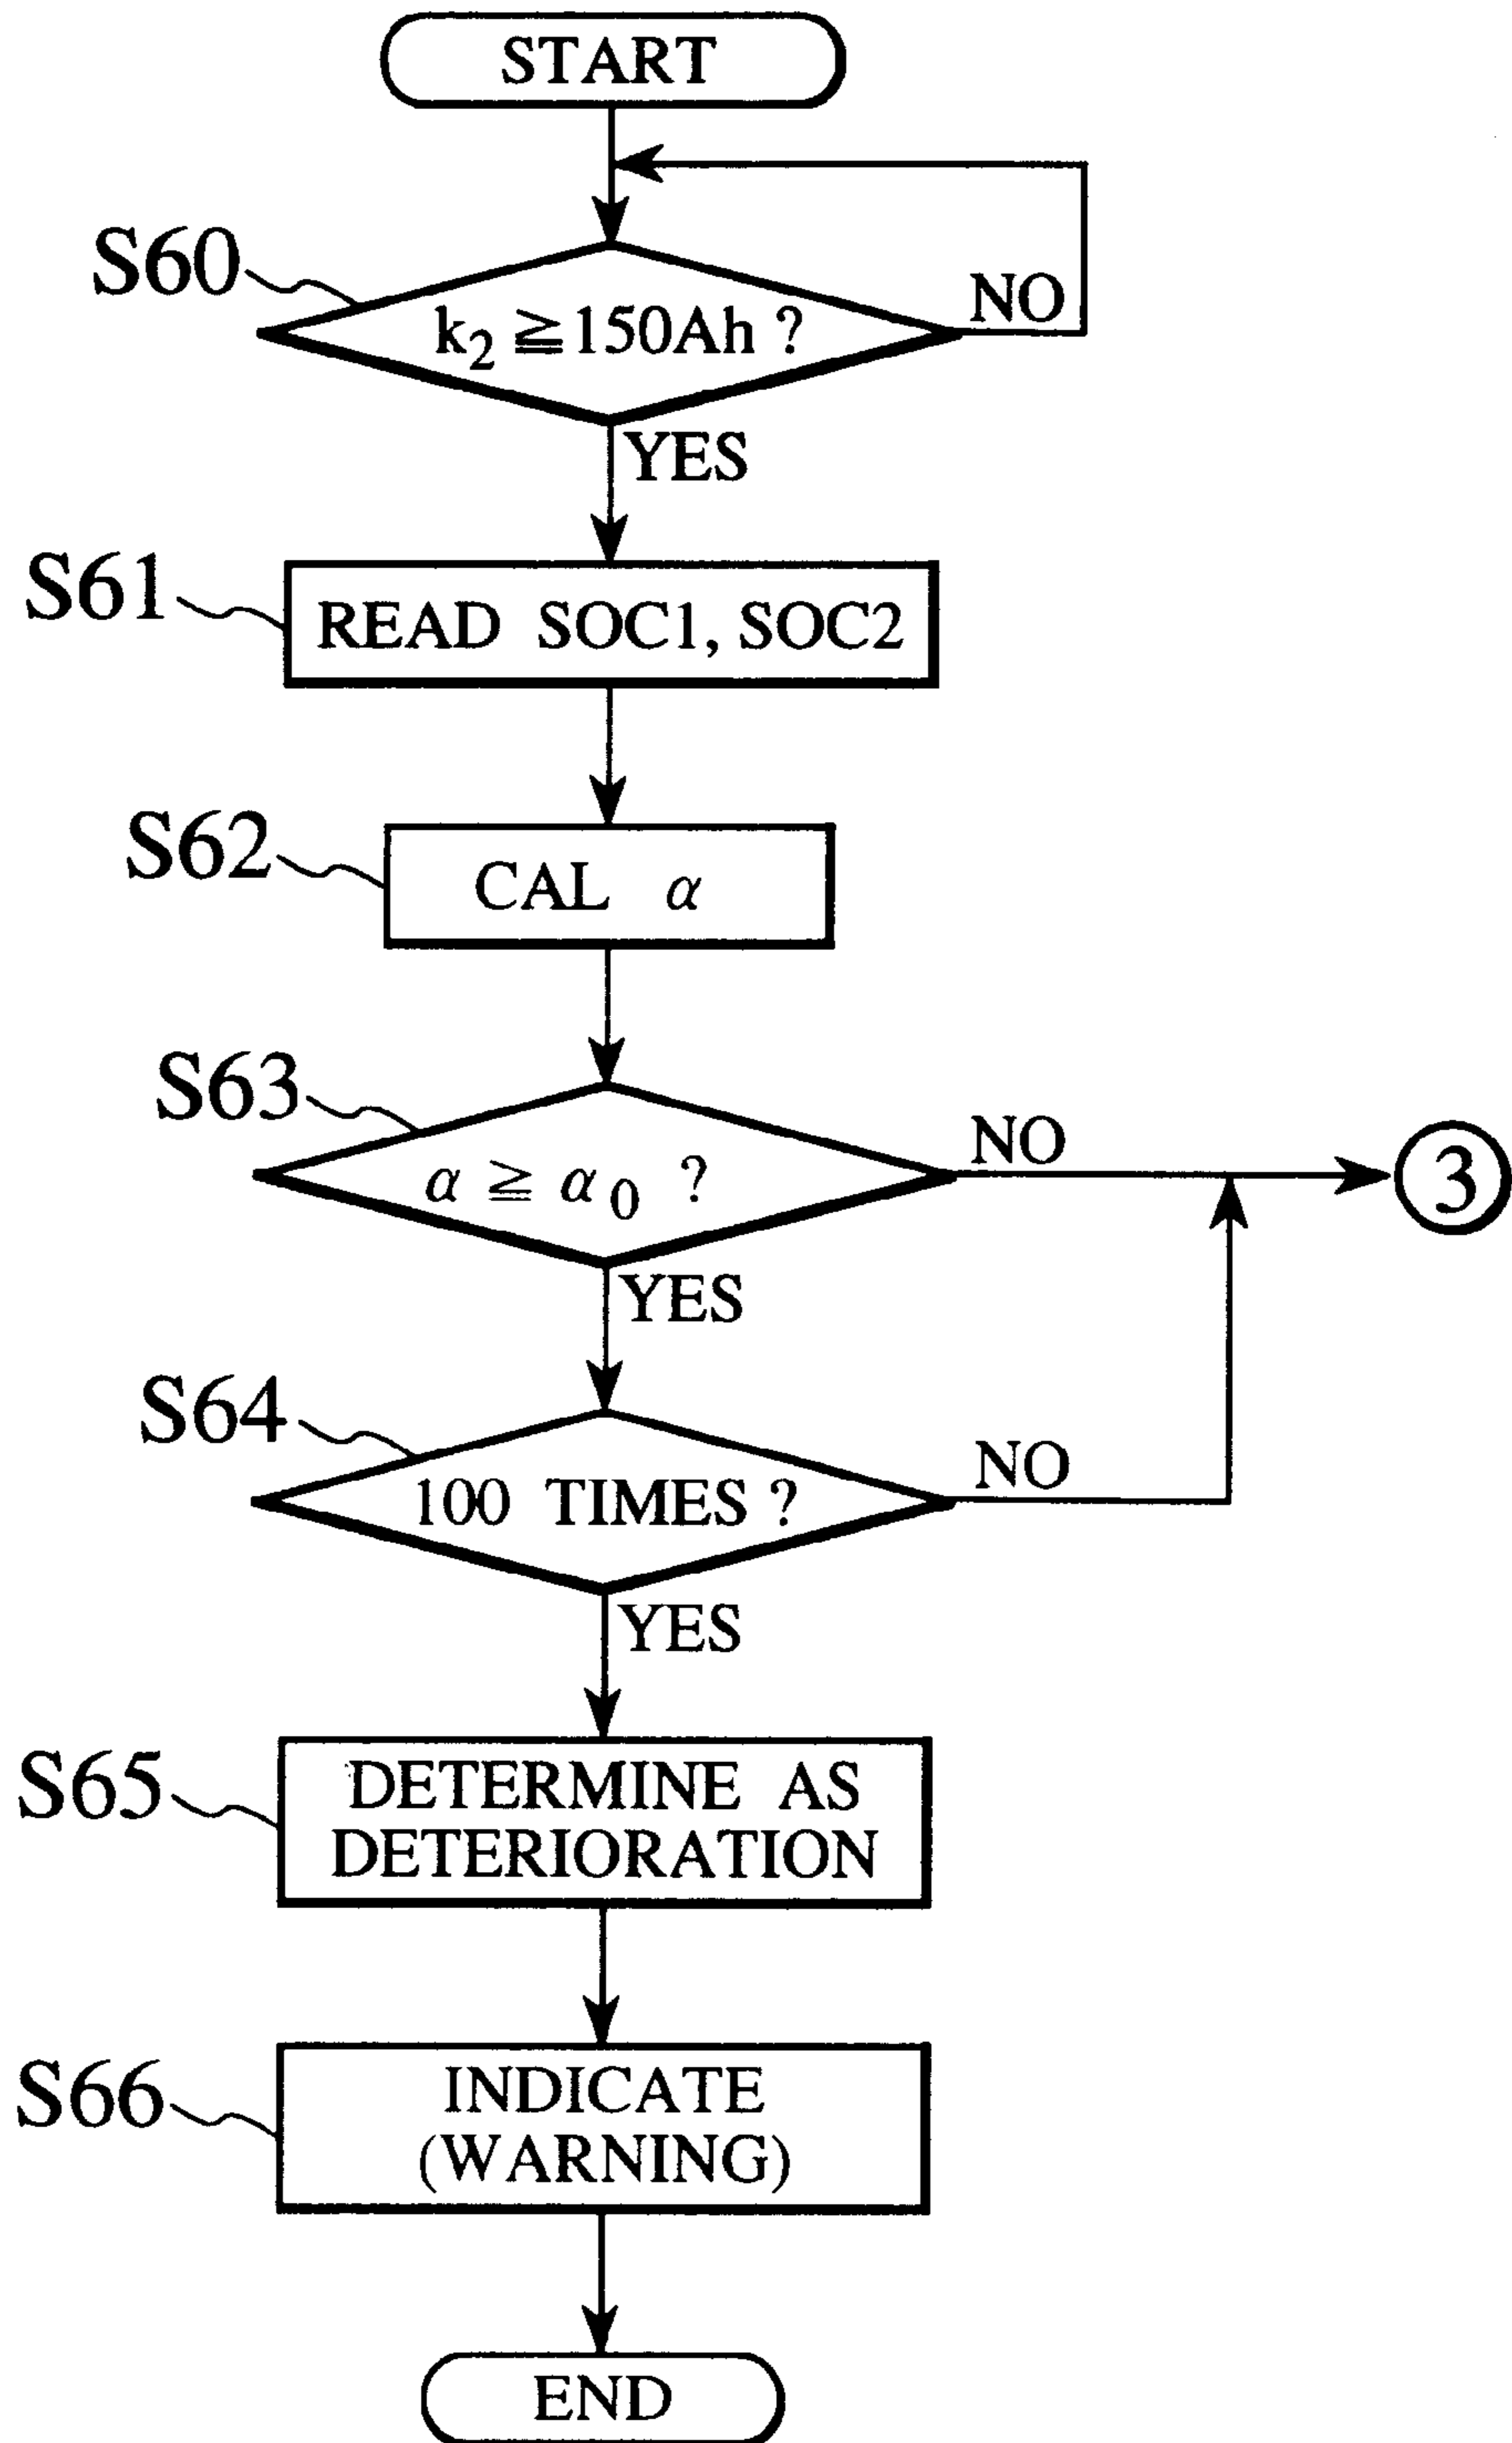 START
S60
k₂ ≧ 150Ah ?
NO
YES
S61
READ SOC1, SOC2
S62
CAL α
S63
α ≧ α₀ ?
NO
3
YES
S64
100 TIMES ?
NO
YES
S65
DETERMINE AS
DETERIORATION
S66
INDICATE
(WARNING)
END